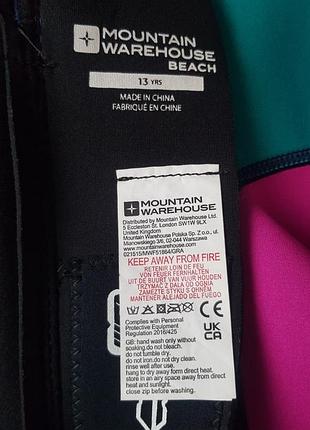 MOUNTAIN
WAREHOUSE
BEACH
13 YRS
MADE IN CHINA
FABRIQUÉ EN CHINE
MOUNTAIN
WAREHOUSE
Distributed by Mountain Warehouse Ltd.
5 Eccleston St. London SW1W 9LX
United Kingdom
Mountain Warehouse Polska Sp. Z o.o., ul.
Manowskiego 3/6, 02-044 Warszawa
021515/MWF51864/GRA
KEEP AWAY FROM FIRE
RETENIR LOIN DE FEU
VON FEUER FERNHALTEN
UIT DE BUURT VAN VUUR HOUDEN
TRZYMAĆ Z DALA OD OGNIA
ZAMEZTE STYKU S OHNĚM
MANTENER ALEJADO DEL FUEGO
Complies with Personal
Protective Equipment
Regulation 2016/425
CE
UK
CA
GB: hand wash only without
soaking.do not bleach.
do not tumble dry.
do not iron.do not dry clean.
rinse well after use.
hang to dry away from direct heat.
store in an airy space away from direct
heat and sunlight.
close zip before washing